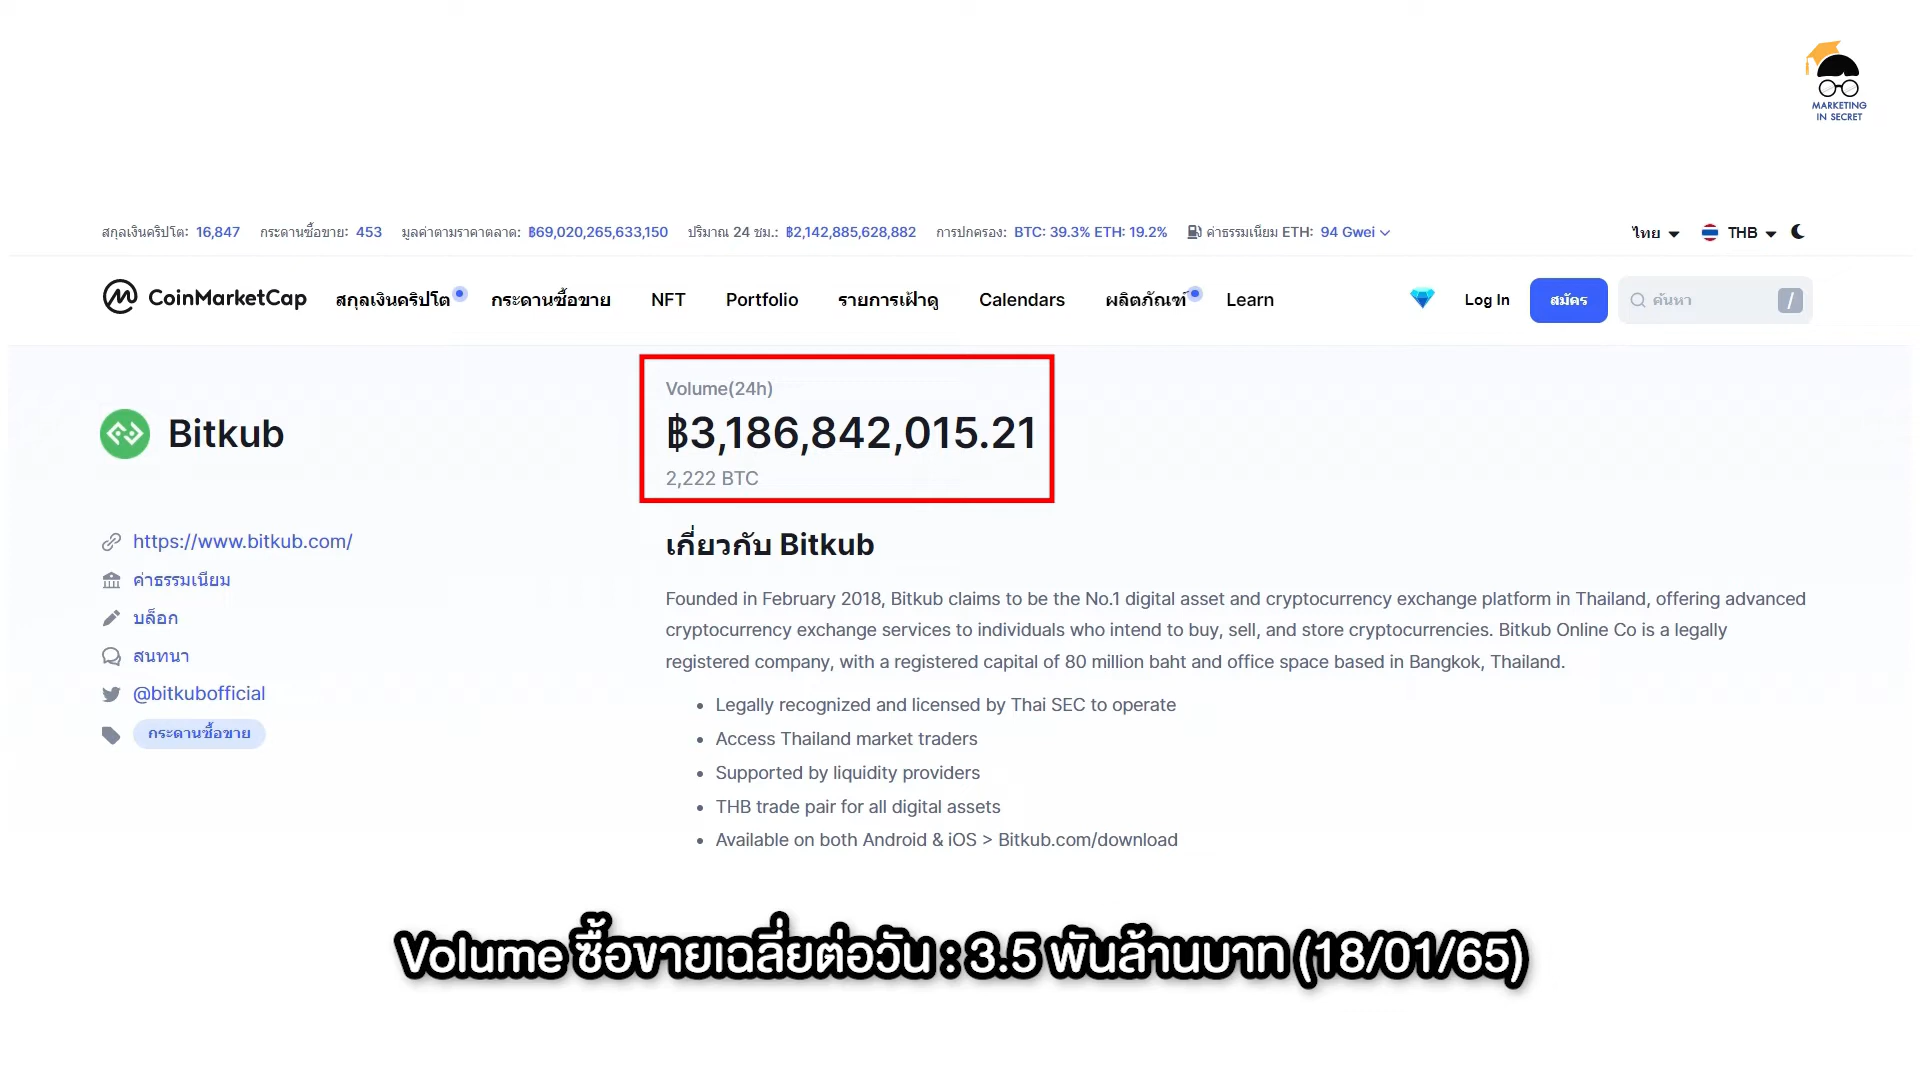 MARKETING
IN SECRET
สกุลเงินคริปโต: 16,847 กระดานซื้อขาย: 453 มูลค่าตามราคาตลาด: ฿69,020,265,633,150 ปริมาณ 24 ชม.: ฿2,142,885,628,882 การปกครอง: BTC: 39.3% ETH: 19.2% ค่าธรรมเนียม ETH: 94 Gwei ไทย THB
CoinMarketCap สกุลเงินคริปโต กระดานซื้อขาย NFT Portfolio รายการเฝ้าดู Calendars ผลิตภัณฑ์ Learn Log In สมัคร ค้นหา /
Bitkub
https://www.bitkub.com/
ค่าธรรมเนียม
บล็อก
สนทนา
@bitkubofficial
กระดานซื้อขาย
Volume(24h)
฿3,186,842,015.21
2,222 BTC
เกี่ยวกับ Bitkub
Founded in February 2018, Bitkub claims to be the No.1 digital asset and cryptocurrency exchange platform in Thailand, offering advanced
cryptocurrency exchange services to individuals who intend to buy, sell, and store cryptocurrencies. Bitkub Online Co is a legally
registered company, with a registered capital of 80 million baht and office space based in Bangkok, Thailand.
• Legally recognized and licensed by Thai SEC to operate
• Access Thailand market traders
• Supported by liquidity providers
• THB trade pair for all digital assets
• Available on both Android & iOS > Bitkub.com/download
Volume ซื้อขายเฉลี่ยต่อวัน : 3.5 พันล้านบาท (18/01/65)